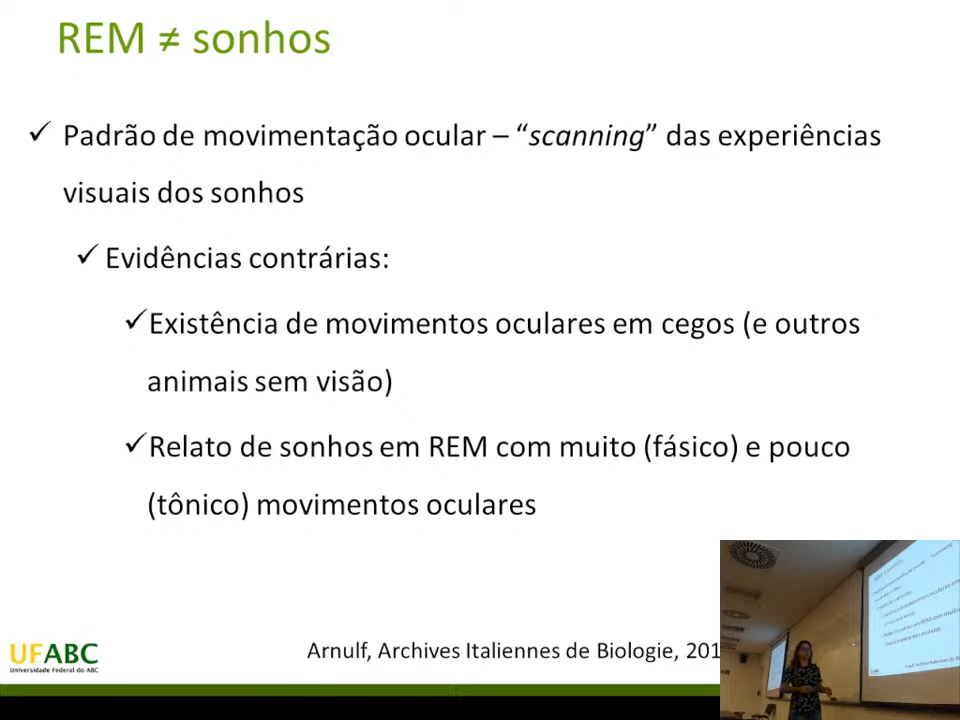 REM ≠ sonhos
Padrão de movimentação ocular – “scanning” das experiências
visuais dos sonhos
Evidências contrárias:
Existência de movimentos oculares em cegos (e outros
animais sem visão)
Relato de sonhos em REM com muito (fásico) e pouco
(tônico) movimentos oculares
Arnulf, Archives Italiennes de Biologie, 201
UFABC
Universidade Federal do ABC